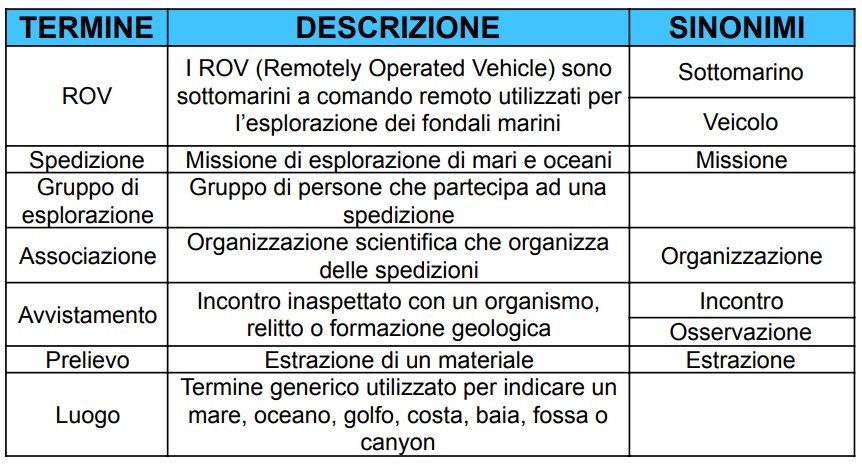 TERMINE DESCRIZIONE SINONIMI
ROV
I ROV (Remotely Operated Vehicle) sono
sottomarini a comando remoto utilizzati per
l’esplorazione dei fondali marini
Sottomarino
Veicolo
Spedizione Missione di esplorazione di mari e oceani Missione
Gruppo di
esplorazione
Gruppo di persone che partecipa ad una
spedizione
Associazione
Organizzazione scientifica che organizza
delle spedizioni
Organizzazione
Avvistamento
Incontro inaspettato con un organismo,
relitto o formazione geologica
Incontro
Osservazione
Prelievo Estrazione di un materiale Estrazione
Luogo
Termine generico utilizzato per indicare un
mare, oceano, golfo, costa, baia, fossa o
canyon